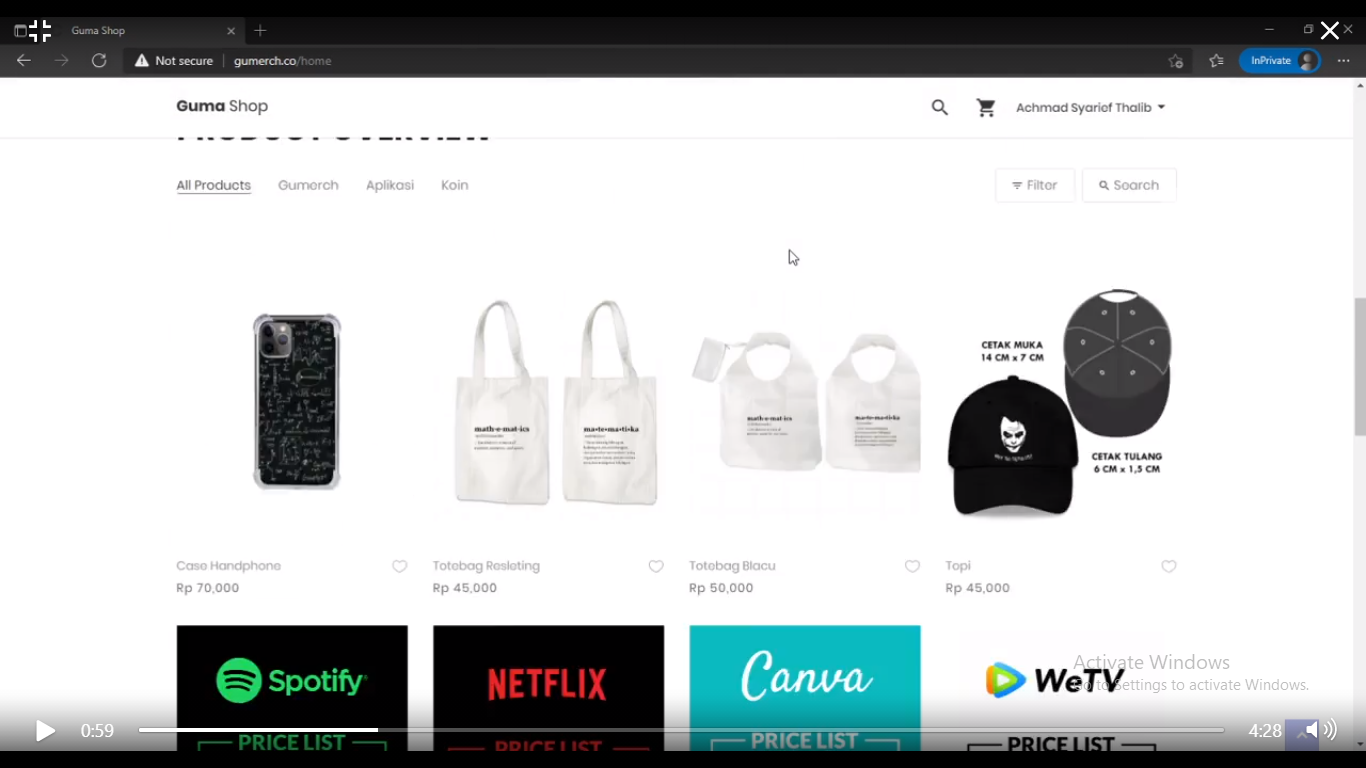 Guma Shop
Not secure
gumerch.co/home
InPrivate
Guma Shop
Achmad Syarief Thalib
PRODUCT OVERVIEW
All Products
Gumerch
Aplikasi
Koin
Filter
Search
CETAK MUKA
14 CM x 7 CM
CETAK TULANG
6 CM x 1,5 CM
math·e·mat·ics
ma•te•ma•ti•ka
math·e·mat·ics
ma•te•ma•ti•ka
Case Handphone
Rp 70,000
Totebag Resleting
Rp 45,000
Totebag Blacu
Rp 50,000
Topi
Rp 45,000
Spotify
PRICE LIST
NETFLIX
PRICE LIST
Canva
PRICE LIST
WeTV
PRICE LIST
Activate Windows
Go to Settings to activate Windows.
0:59
4:28